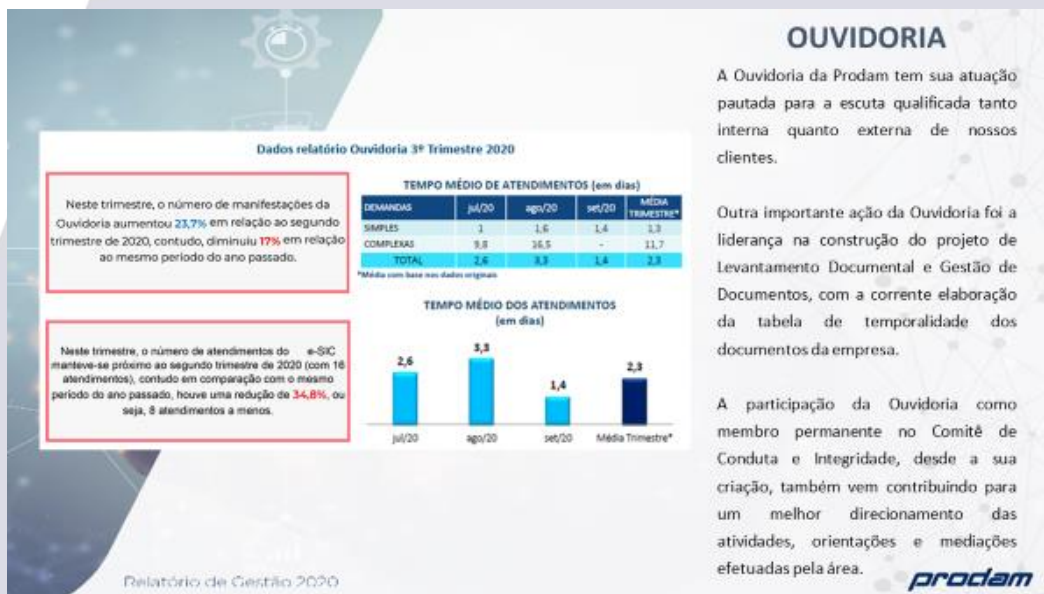 OUVIDORIA
A Ouvidoria da Prodam tem sua atuação
pautada para a escuta qualificada tanto
interna quanto externa de nossos
clientes.
Outra importante ação da Ouvidoria foi a
liderança na construção do projeto de
Levantamento Documental e Gestão de
Documentos, com a corrente elaboração
da tabela de temporalidade dos
documentos da empresa.
A participação da Ouvidoria como
membro permanente no Comitê de
Conduta e Integridade, desde a sua
criação, também vem contribuindo para
um melhor direcionamento das
atividades, orientações e mediações
efetuadas pela área.
Dados relatório Ouvidoria 3º Trimestre 2020
Neste trimestre, o número de manifestações da
Ouvidoria aumentou 23,7% em relação ao segundo
trimestre de 2020, contudo, diminuiu 17% em relação
ao mesmo período do ano passado.
Neste trimestre, o número de atendimentos do e-SIC
manteve-se próximo ao segundo trimestre de 2020 (com 16
atendimentos), contudo em comparação com o mesmo
período do ano passado, houve uma redução de 34,8%, ou
seja, 8 atendimentos a menos.
TEMPO MÉDIO DE ATENDIMENTOS (em dias)
DEMANDAS jul/20 ago/20 set/20 MÉDIA TRIMESTRE*
SIMPLES 1 1,6 1,4 1,3
COMPLEXAS 9,8 16,5 - 11,7
TOTAL 2,6 3,3 1,4 2,3
*Média com base nos dados originais
TEMPO MÉDIO DOS ATENDIMENTOS
(em dias)
2,6 3,3 1,4 2,3
jul/20 ago/20 set/20 Média Trimestre*
Relatório de Gestão 2020
prodam